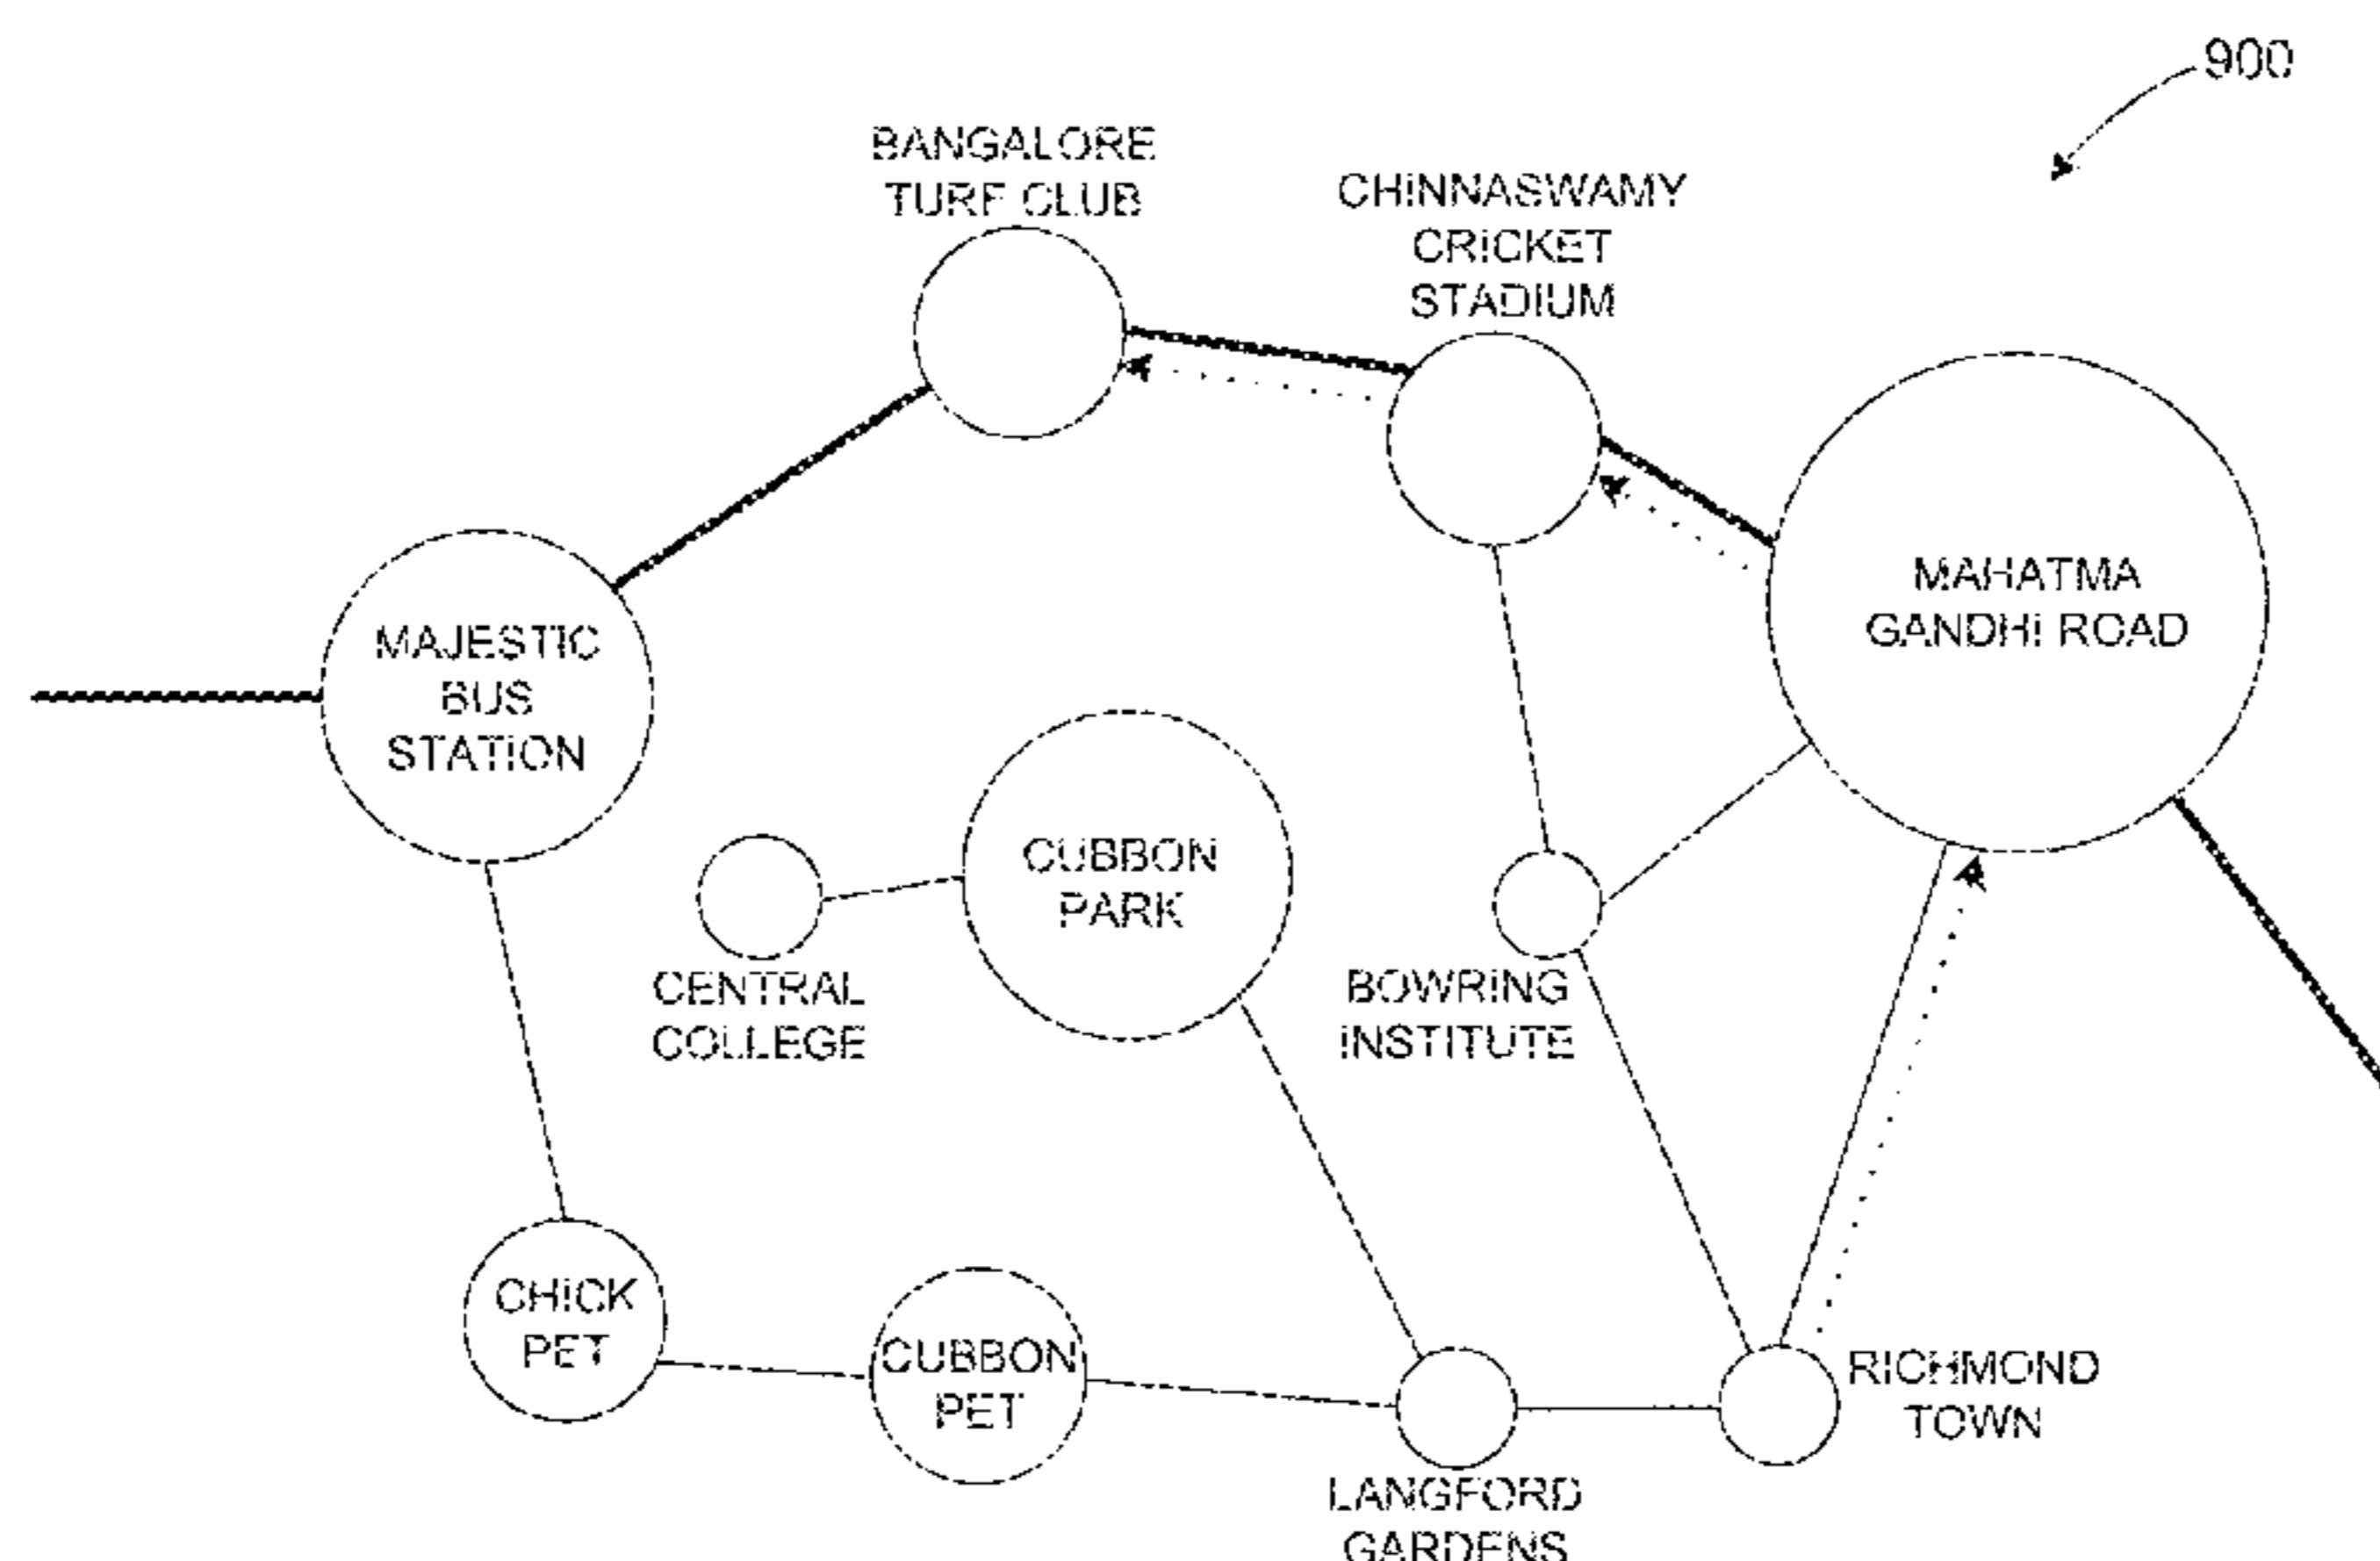 900
BANGALORE
TURF CLUB
CHINNASWAMY
CRICKET
STADIUM
MAHATMA
GANDHI ROAD
MAJESTIC
BUS
STATION
CUBBON
PARK
CENTRAL
COLLEGE
BOWRING
INSTITUTE
CHICK
PET
CUBBON
PET
RICHMOND
TOWN
LANGFORD
GARDENS